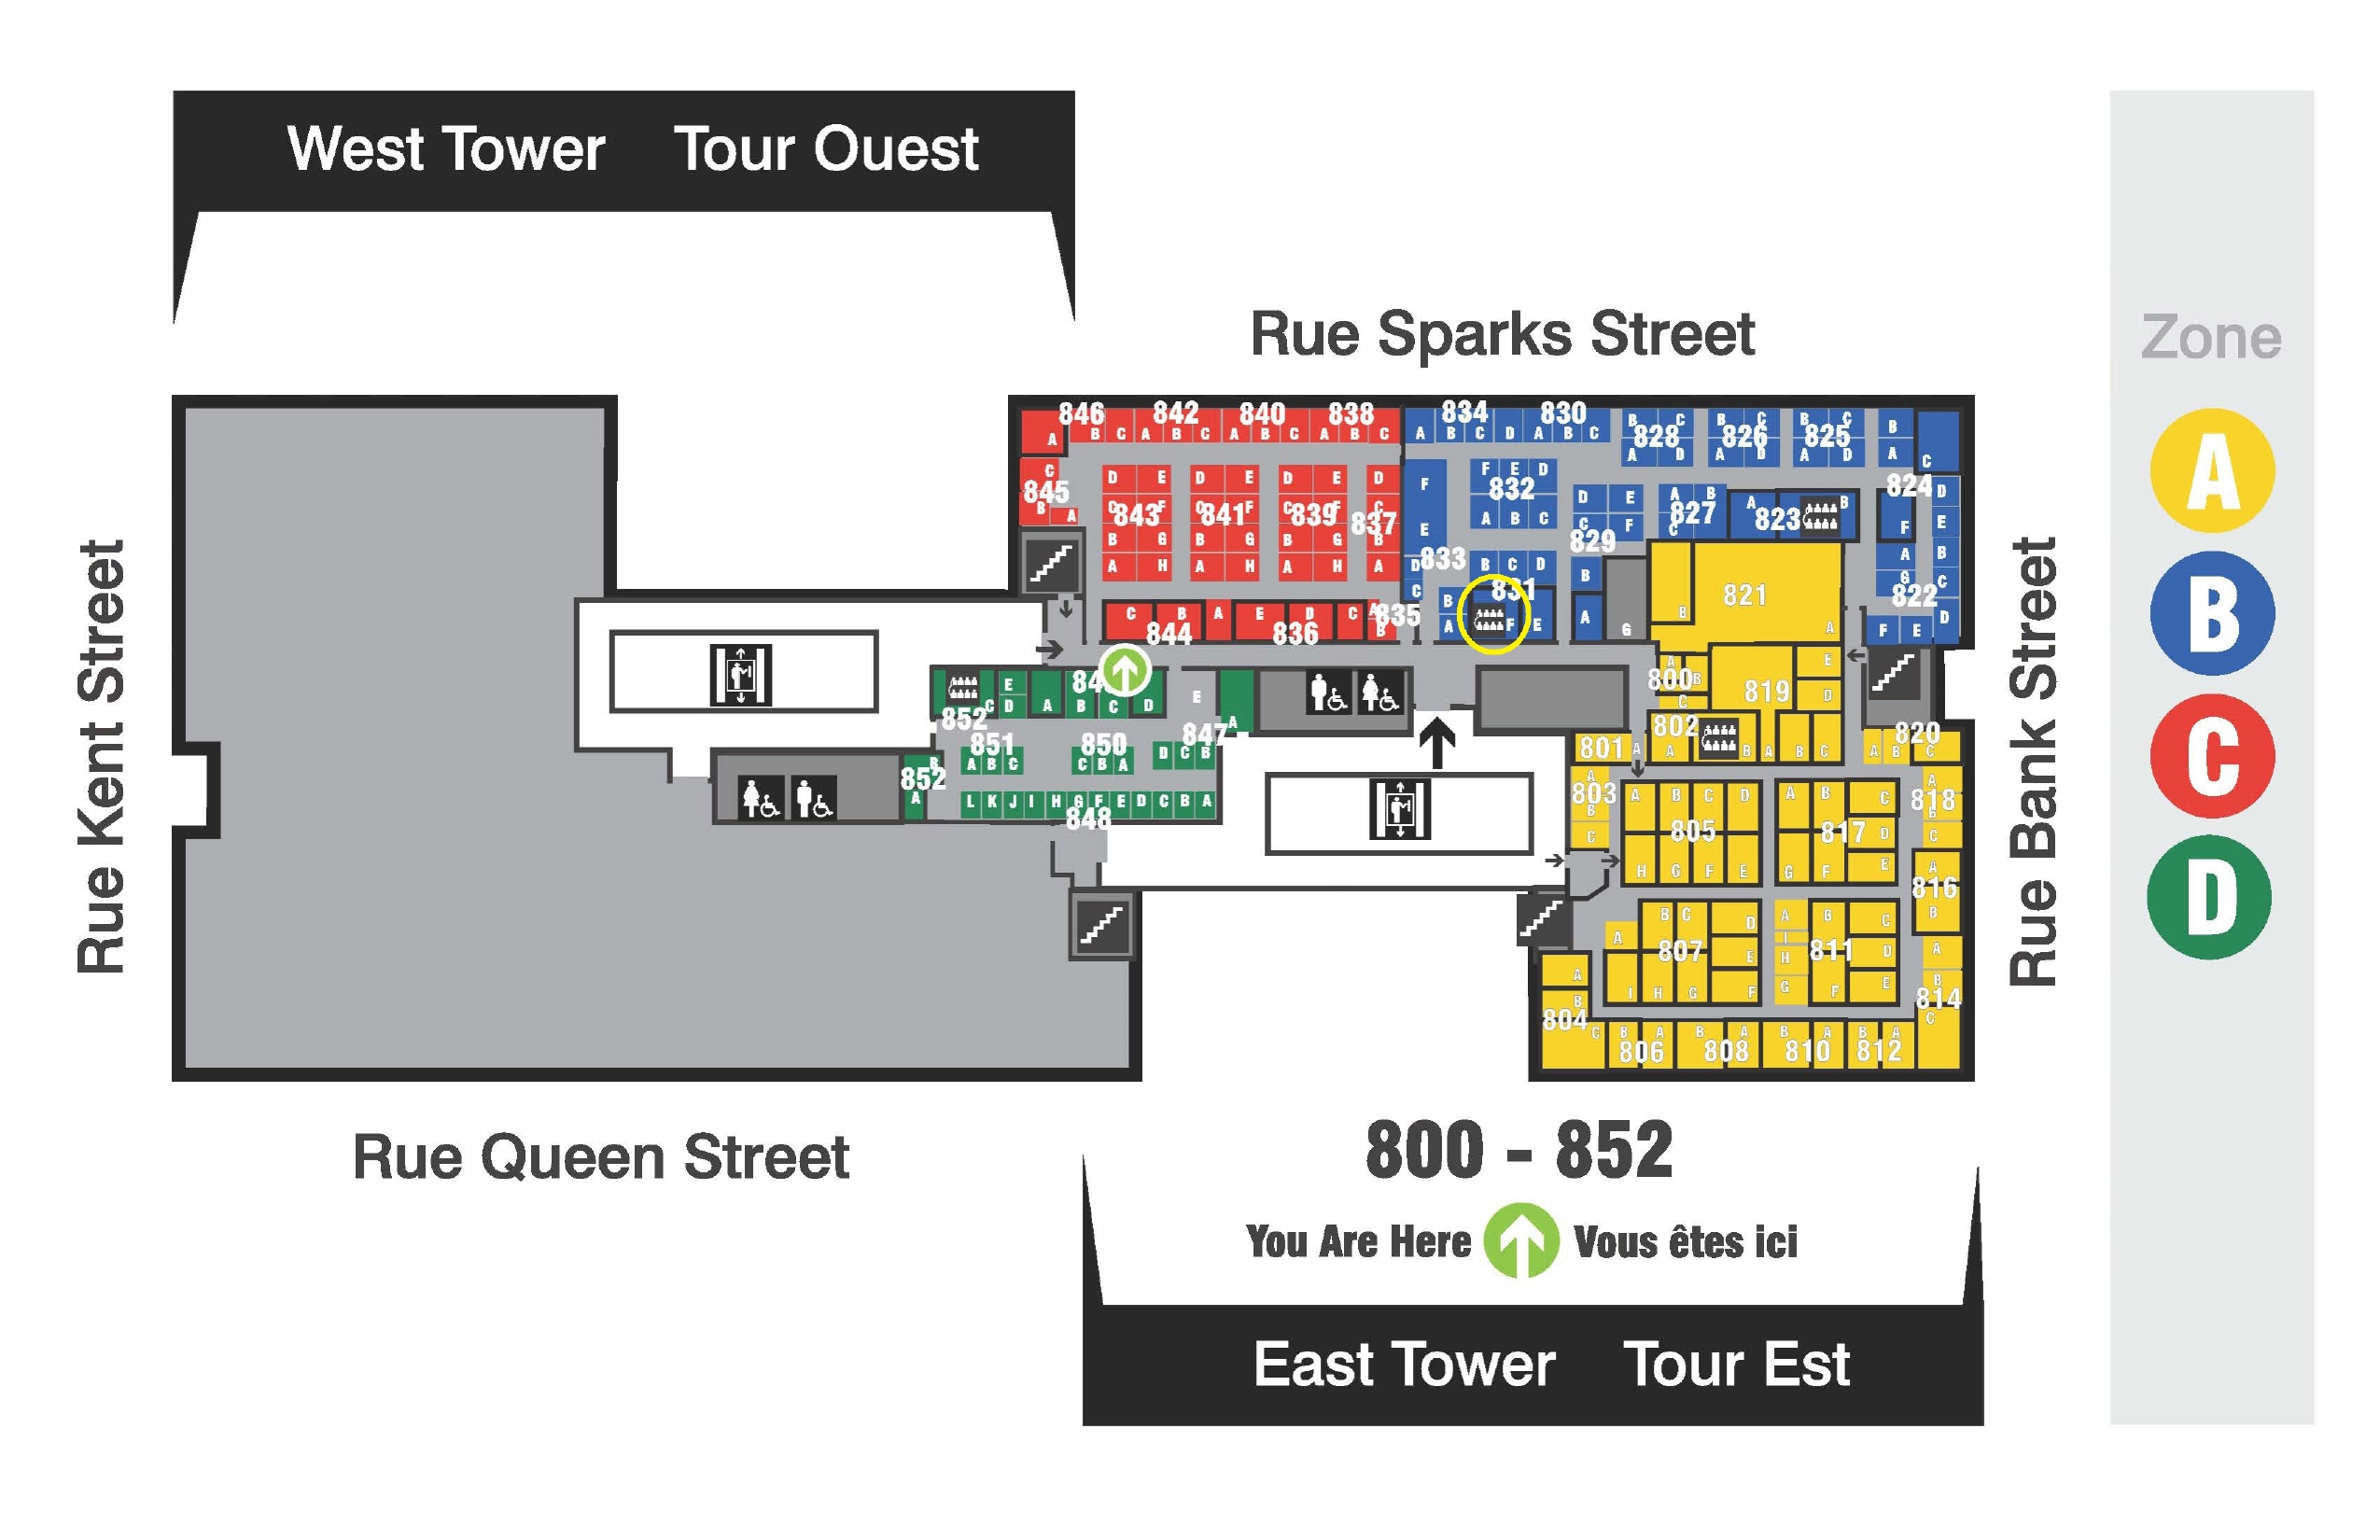 West Tower Tour Ouest
Rue Sparks Street
Zone
A
B
C
D
Rue Kent Street
Rue Bank Street
846 842 840 838 834 830
A B C A B C A B C A B C A B C D A B C
B C B C B C B
828 826 825
A D A D A D A C
C
845
B A
D E D E D E D
C F C F C F C
843 841 839 837
B G B G B G B
A H A H A H A
F
E
833
D
C
F E D
832
A B C
D E
C F
829
A B
827
C
A B
823
824 D
F E
A B
G C
822
F E D
B C D
831
B
A F E
B
A
G
821
B A
C B A E D C A
844 836 835
B
E
C D
852
A B C D
E
847
A
D C B
851
A B C
850
C B A
852
B
A
L K J I H G F E D C B A
848
A
800 B
C
819
E
D
802
A B A B C
801 A
820
A B C
A
803
B
C
A B C D
805
H G F E
A B C
817 D
G F E
A
818
B
C
A
816
B
B C D
A 807 E
I H G F
A B C
I
H 811 D
G F E
A
B
814
C
A
B
804
C B A B A B A B A
806 808 810 812
Rue Queen Street
800 - 852
You Are Here Vous êtes ici
East Tower Tour Est